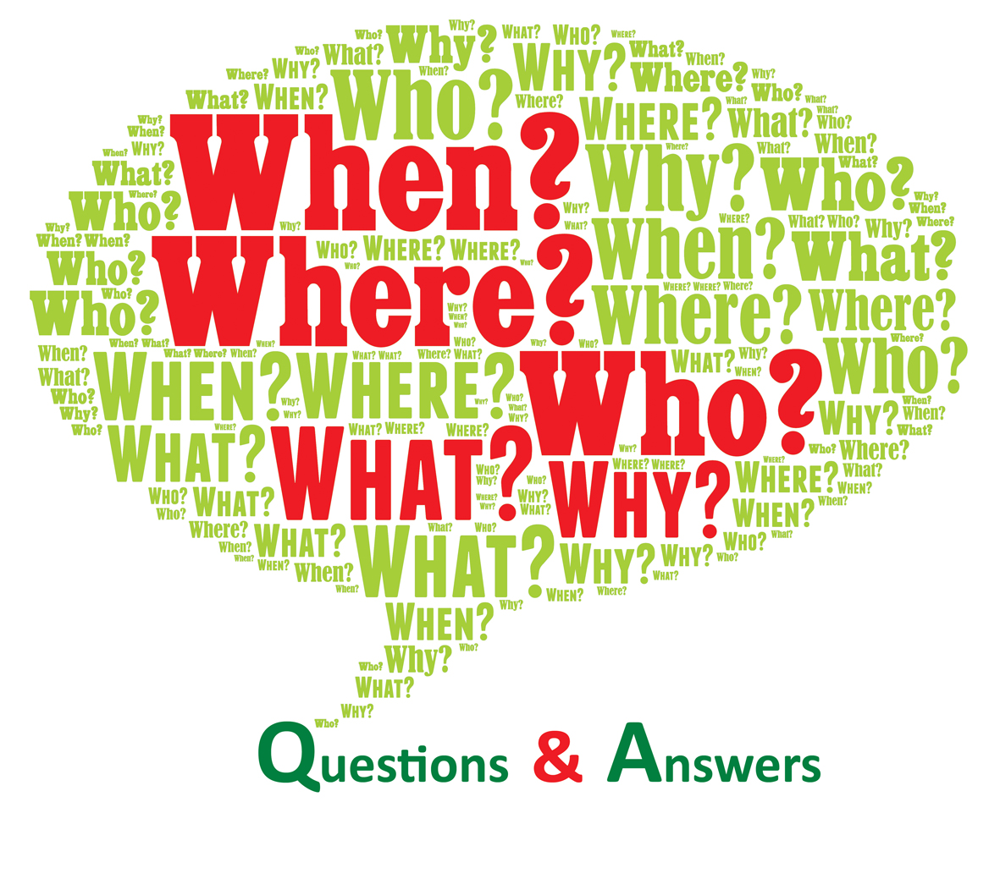 Why?
Who? Why? What? Who? Where?
Who? What? When? Why? What? When?
Where? Why? Who? Where? Why?
What? When? Where? What? Who? What?
Why? When? Where? What? What? Who?
When? Why? When? Where? What? When?
What? Why? Who? What?
Where? Who? Why? Why? When?
Why? Why? What? Where? What? Who? Why? Where?
When? When? Who? Where? Where? When? What?
Who? Where? Who? Who?
Who? Who? Why? When? Who? Where? Where? Where? Where? Where?
When? What? When? Who? Why? Who? Where?
When? What? Where? When? What? What? Where? What? What? Why? Who?
What? When? Where? Who? When?
Who? Why? Why? Who? What? Why? Why? When? When?
Why? Who? Why? What?
Who? Where? What? Where? Where? Why? Who? Where?
What? What? Who? Why? Where? Where? Where? Where? What?
Who? What? Where? Why? Who? Why? What? Why? When? When?
Who? Where? What? Who? Who? What?
When? What? What? Why? Why? Who?
When? When? When? What?
When? When? Where?
When? Why?
Why? Who?
Who?
What?
Why?
Who?
Questions & Answers